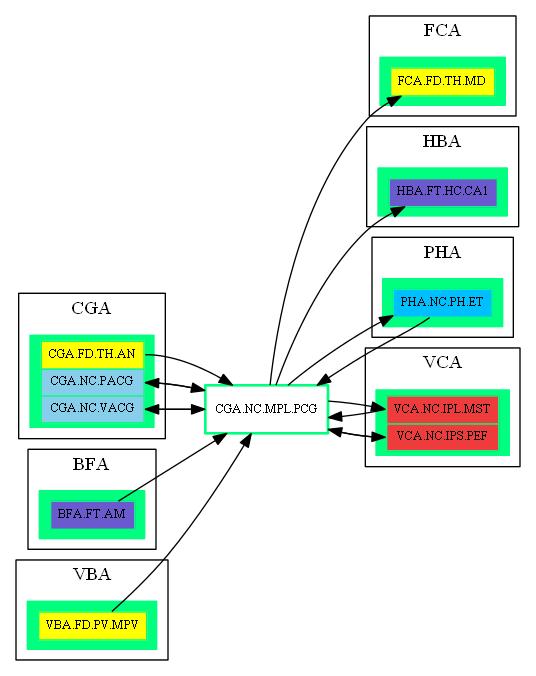 FCA
FCA.FD.TH.MD
HBA
HBA.FT.HC.CA1
PHA
PHA.NC.PH.ET
CGA
CGA.FD.TH.AN
CGA.NC.PACG
CGA.NC.VACG
CGA.NC.MPL.PCG
VCA
VCA.NC.IPL.MST
VCA.NC.IPS.PEF
BFA
BFA.FT.AM
VBA
VBA.FD.PV.MPV